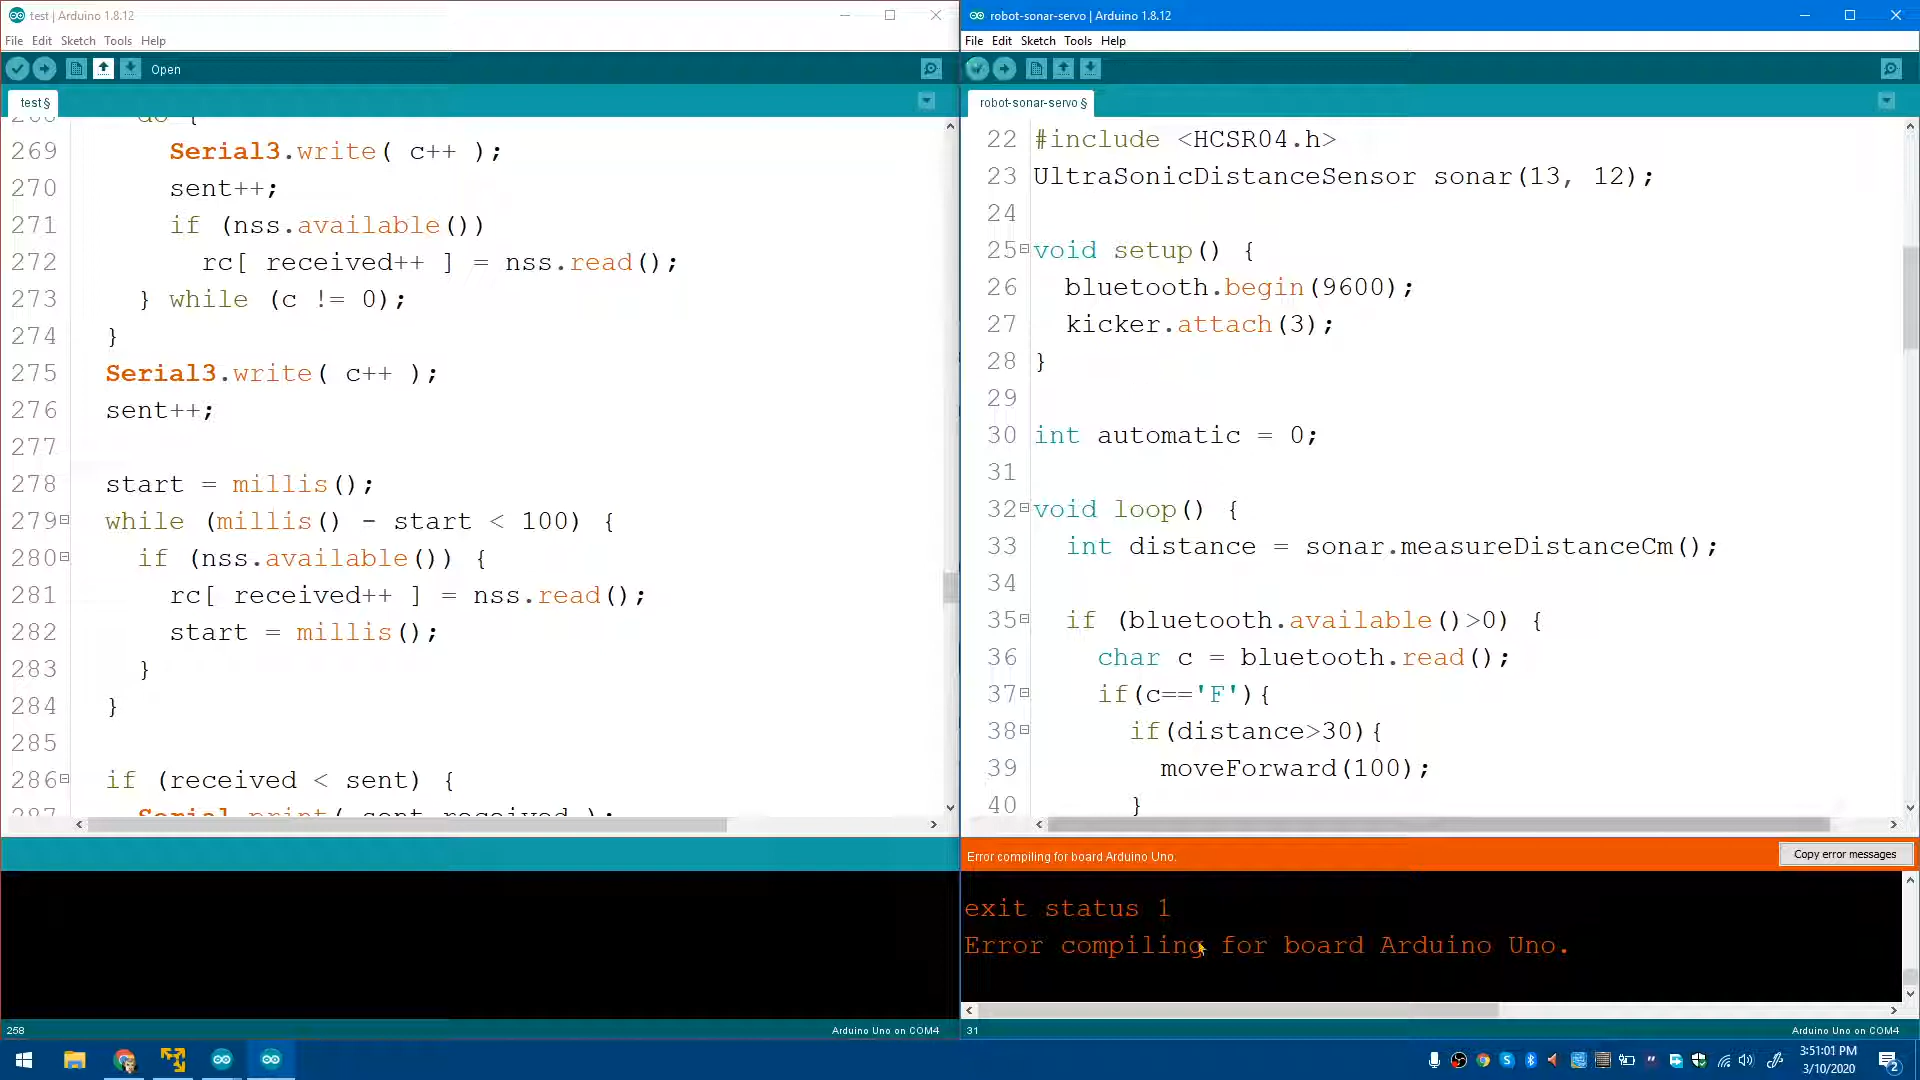 test | Arduino 1.8.12
File Edit Sketch Tools Help
Open
test §
268 do {
269 Serial3.write( c++ );
270 sent++;
271 if (nss.available())
272 rc[ received++ ] = nss.read();
273 } while (c != 0);
274 }
275 Serial3.write( c++ );
276 sent++;
277
278 start = millis();
279 while (millis() - start < 100) {
280 if (nss.available()) {
281 rc[ received++ ] = nss.read();
282 start = millis();
283 }
284 }
285
286 if (received < sent) {
287 Serial.print( sent-received );
258
Arduino Uno on COM4
robot-sonar-servo | Arduino 1.8.12
File Edit Sketch Tools Help
robot-sonar-servo §
22 #include <HCSR04.h>
23 UltraSonicDistanceSensor sonar(13, 12);
24
25 void setup() {
26 bluetooth.begin(9600);
27 kicker.attach(3);
28 }
29
30 int automatic = 0;
31
32 void loop() {
33 int distance = sonar.measureDistanceCm();
34
35 if (bluetooth.available()>0) {
36 char c = bluetooth.read();
37 if(c=='F'){
38 if(distance>30){
39 moveForward(100);
40 }
Error compiling for board Arduino Uno.
Copy error messages
exit status 1
Error compiling for board Arduino Uno.
31
Arduino Uno on COM4
3:51:01 PM
3/10/2020
2